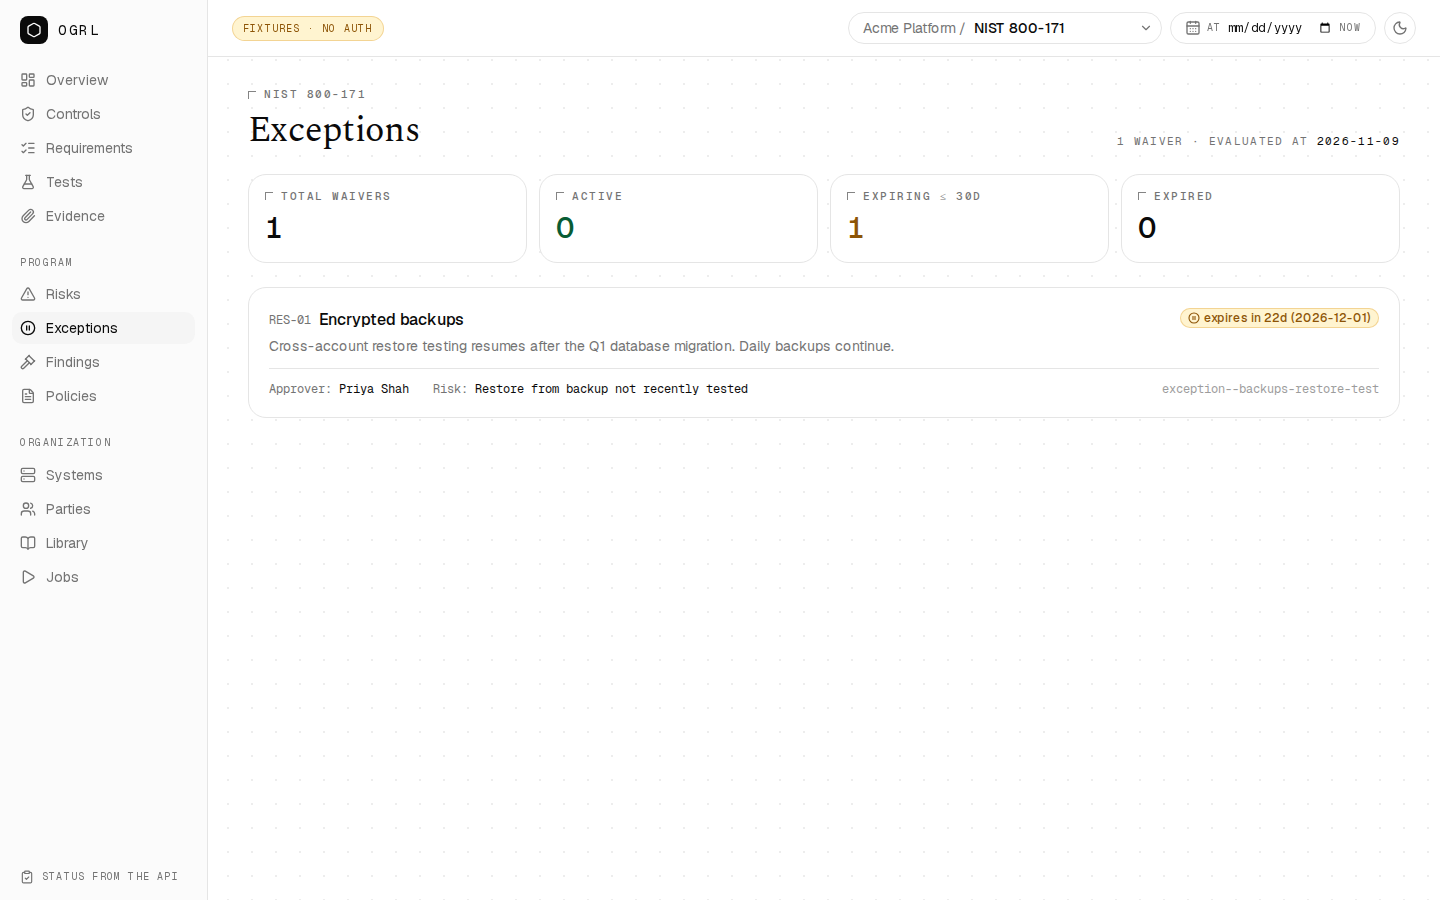 OGRL
Overview
Controls
Requirements
Tests
Evidence
PROGRAM
Risks
Exceptions
Findings
Policies
ORGANIZATION
Systems
Parties
Library
Jobs
STATUS FROM THE API
FIXTURES · NO AUTH
Acme Platform / NIST 800-171
AT mm/dd/yyyy NOW
NIST 800-171
Exceptions
1 WAIVER · EVALUATED AT 2026-11-09
TOTAL WAIVERS
1
ACTIVE
0
EXPIRING ≤ 30D
1
EXPIRED
0
RES-01 Encrypted backups
expires in 22d (2026-12-01)
Cross-account restore testing resumes after the Q1 database migration. Daily backups continue.
Approver: Priya Shah Risk: Restore from backup not recently tested
exception--backups-restore-test